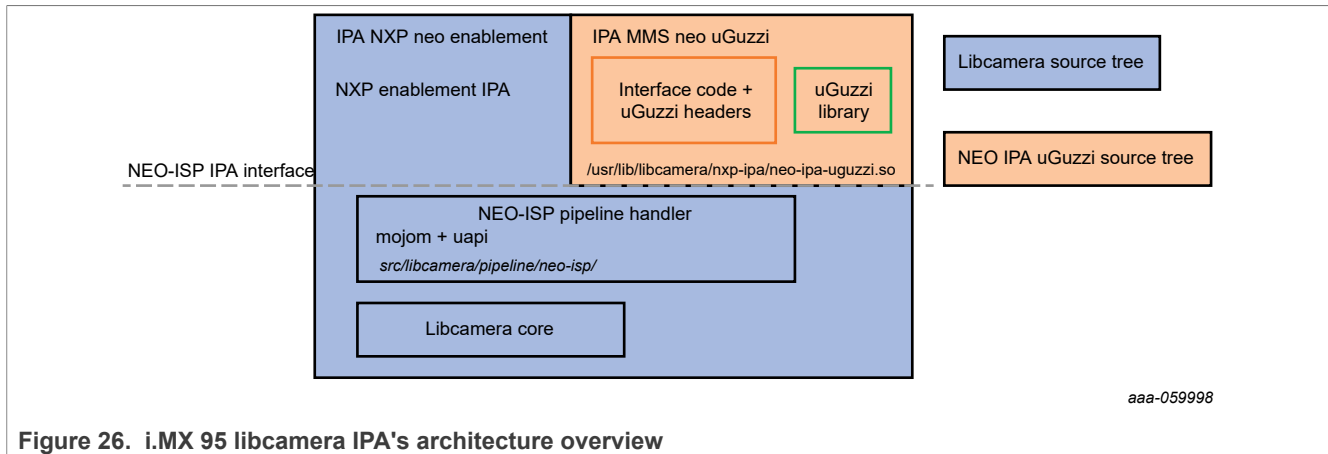 IPA NXP neo enablement
NXP enablement IPA
IPA MMS neo uGuzzi
Interface code +
uGuzzi headers
uGuzzi
library
/usr/lib/libcamera/nxp-ipa/neo-ipa-uguzzi.so
Libcamera source tree
NEO IPA uGuzzi source tree
NEO-ISP IPA interface
NEO-ISP pipeline handler
mojom + uapi
src/libcamera/pipeline/neo-isp/
Libcamera core
aaa-059998
Figure 26. i.MX 95 libcamera IPA's architecture overview